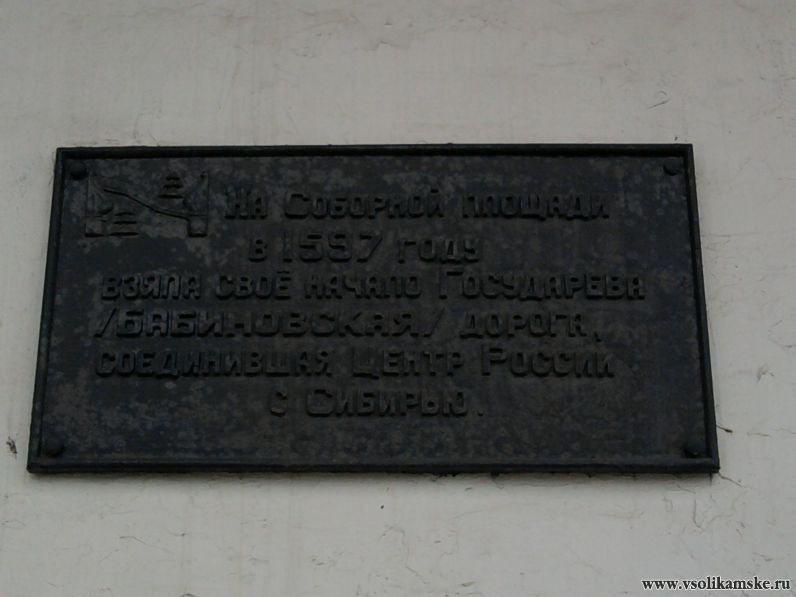 На Соборной площади
в 1597 году
взяла своё начало Государева
/Бабиновская/ дорога,
соединившая Центр России
с Сибирью.
www.vsolikamske.ru